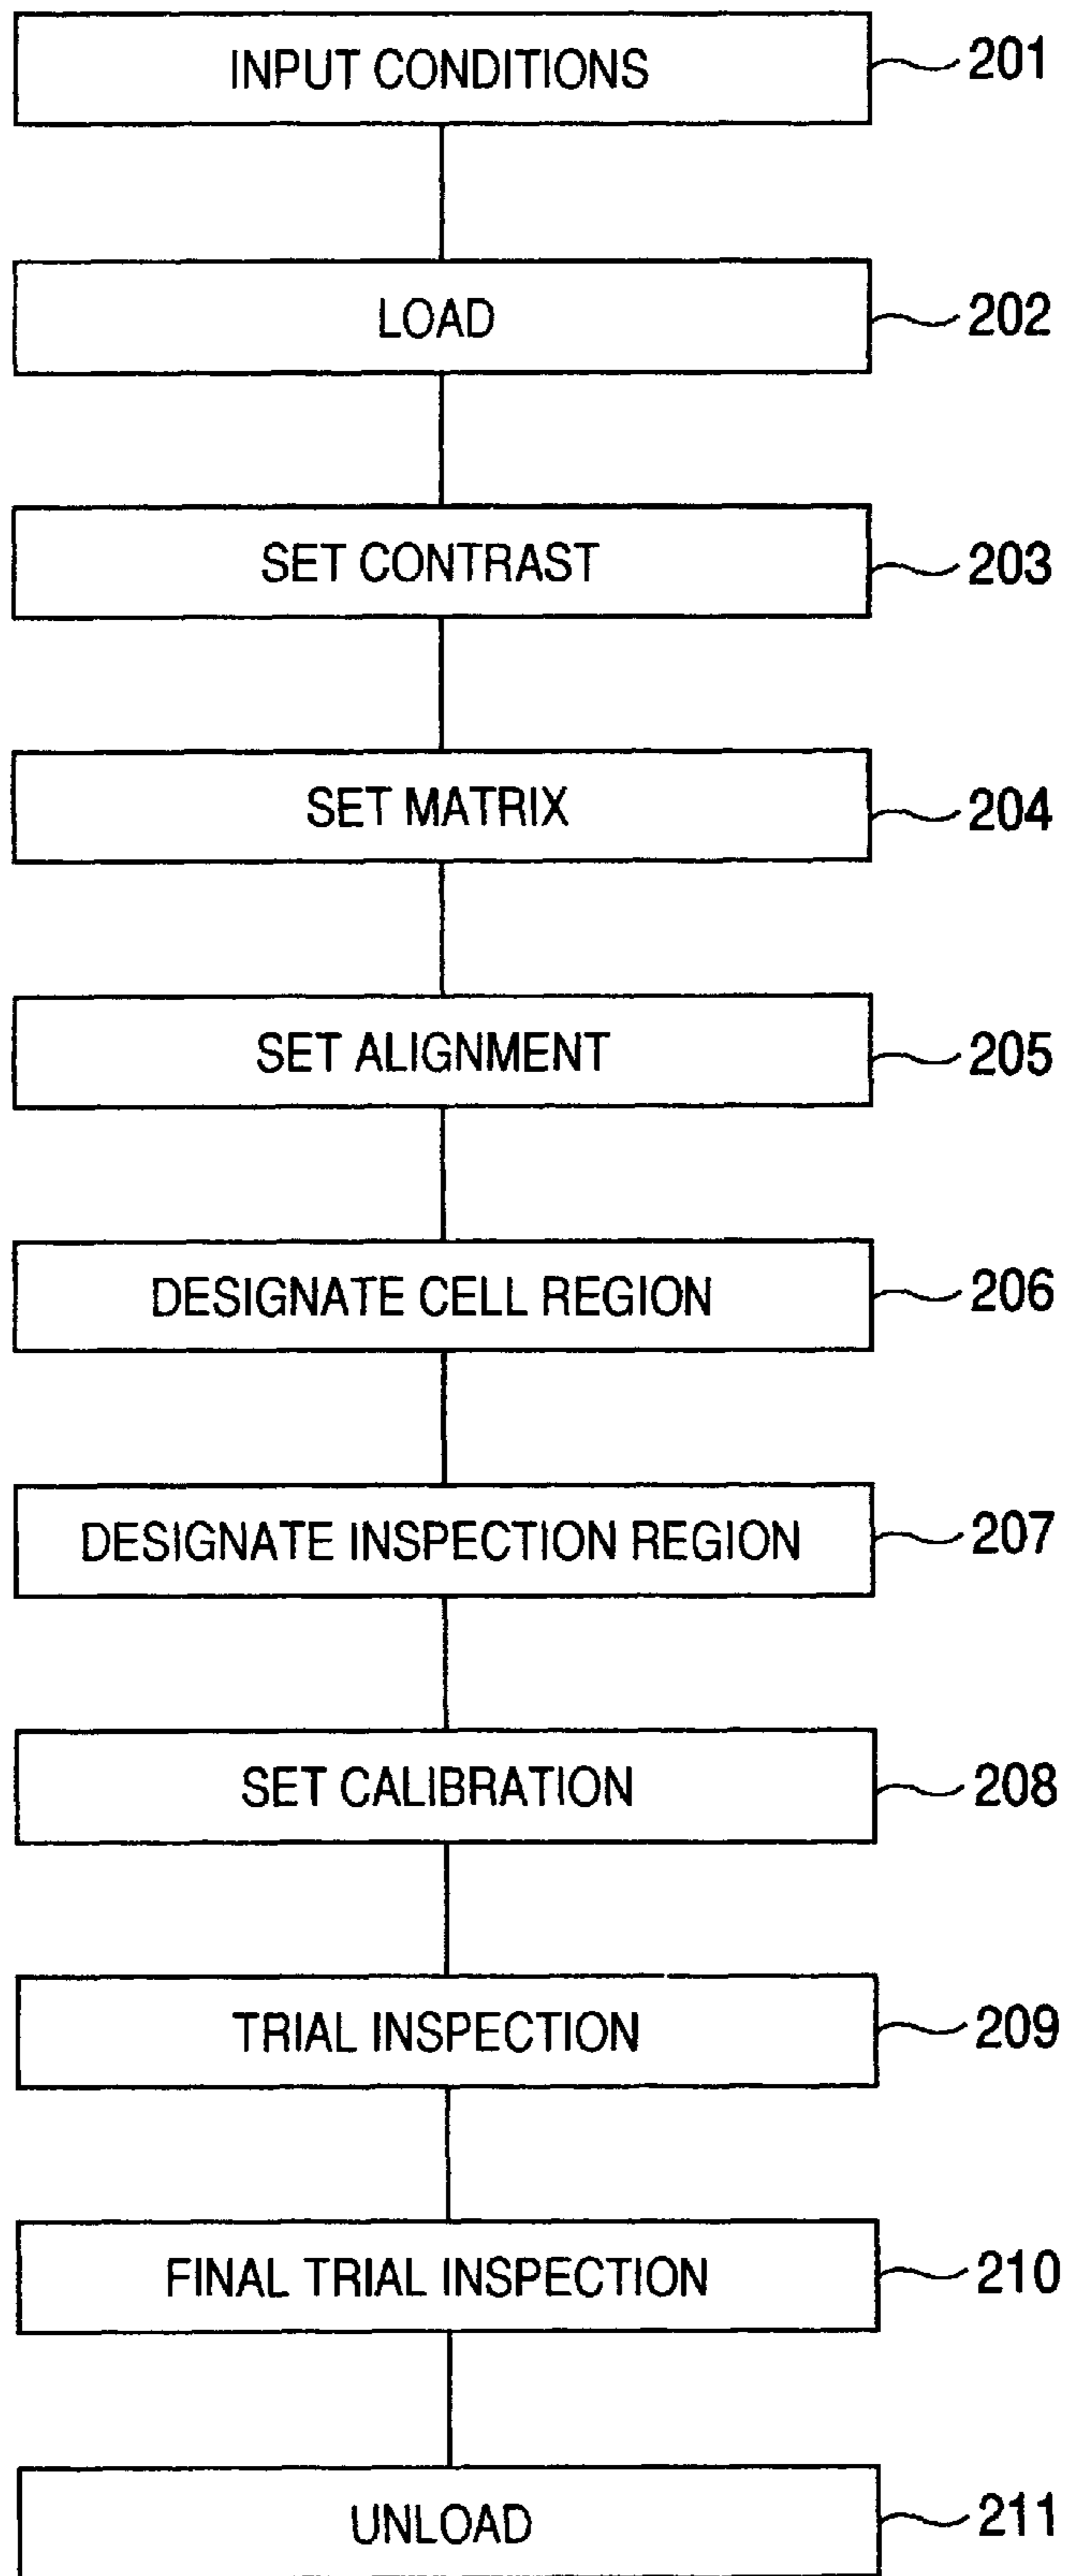 INPUT CONDITIONS 201
LOAD 202
SET CONTRAST 203
SET MATRIX 204
SET ALIGNMENT 205
DESIGNATE CELL REGION 206
DESIGNATE INSPECTION REGION 207
SET CALIBRATION 208
TRIAL INSPECTION 209
FINAL TRIAL INSPECTION 210
UNLOAD 211